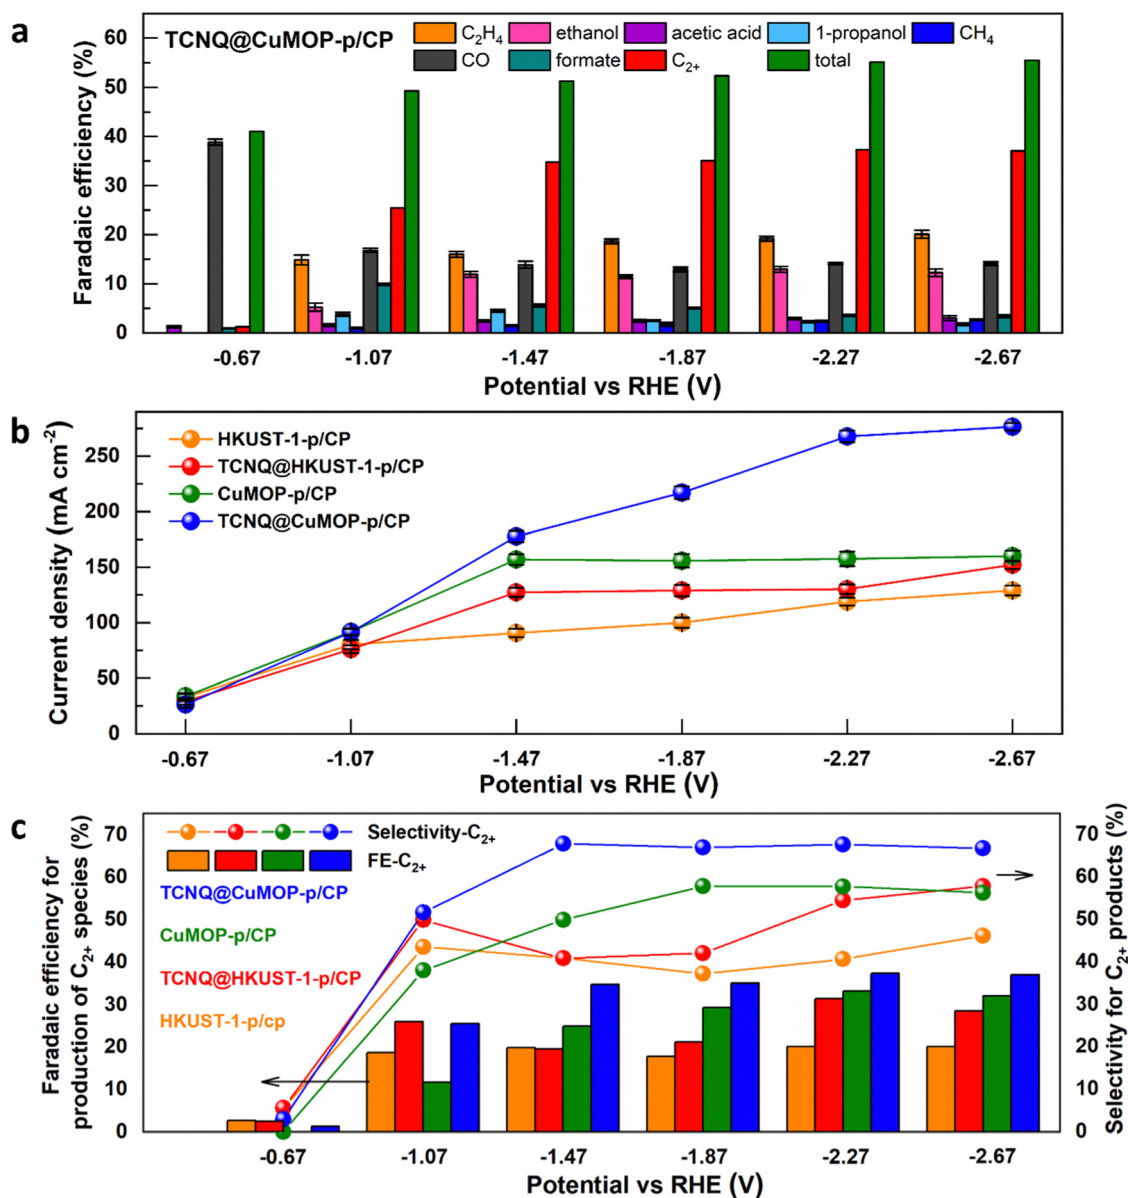 a
TCNQ@CuMOP-p/CP
C₂H₄ ethanol acetic acid 1-propanol CH₄
CO formate C₂₊ total
Faradaic efficiency (%)
60
50
40
30
20
10
0
-0.67 -1.07 -1.47 -1.87 -2.27 -2.67
Potential vs RHE (V)
b
HKUST-1-p/CP
TCNQ@HKUST-1-p/CP
CuMOP-p/CP
TCNQ@CuMOP-p/CP
Current density (mA cm⁻²)
250
200
150
100
50
0
-0.67 -1.07 -1.47 -1.87 -2.27 -2.67
Potential vs RHE (V)
c
Selectivity-C₂₊
FE-C₂₊
TCNQ@CuMOP-p/CP
CuMOP-p/CP
TCNQ@HKUST-1-p/CP
HKUST-1-p/cp
Faradaic efficiency for
production of C₂₊ species (%)
70
60
50
40
30
20
10
0
Selectivity for C₂₊ products (%)
70
60
50
40
30
20
10
0
-0.67 -1.07 -1.47 -1.87 -2.27 -2.67
Potential vs RHE (V)